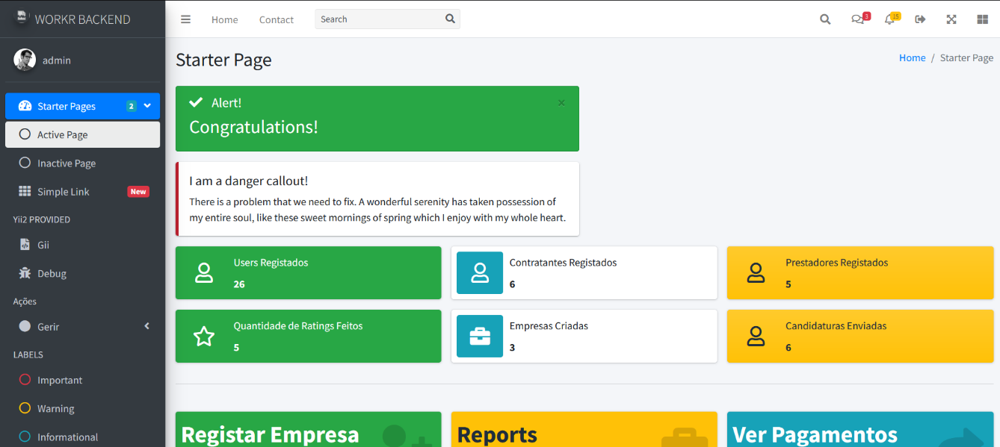 WORKR BACKEND
admin
Starter Pages 2
Active Page
Inactive Page
Simple Link New
Yii2 PROVIDED
Gii
Debug
Ações
Gerir
LABELS
Important
Warning
Informational
Home Contact Search 3 15
Starter Page
Home / Starter Page
Alert! ×
Congratulations!
I am a danger callout!
There is a problem that we need to fix. A wonderful serenity has taken possession of
my entire soul, like these sweet mornings of spring which I enjoy with my whole heart.
Users Registados
26
Contratantes Registados
6
Prestadores Registados
5
Quantidade de Ratings Feitos
5
Empresas Criadas
3
Candidaturas Enviadas
6
Registar Empresa
Reports
Ver Pagamentos